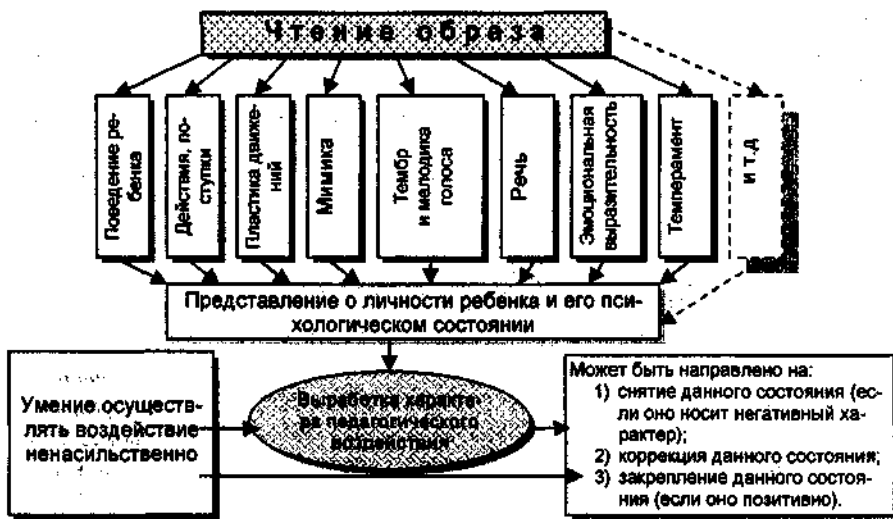 Чтение образа
Поведение ре-
бенка
Действия, по-
ступки
Пластика движе-
ний
Мимика
Тембр
и мелодика
голоса
Речь
Эмоциональная
выразительность
Темперамент
и т.д
Представление о личности ребенка и его пси-
хологическом состоянии
Умение осуществ-
лять воздействие
ненасильственно
Выработка характе-
ра педагогического
воздействия
Может быть направлено на:
1) снятие данного состояния (ес-
ли оно носит негативный ха-
рактер);
2) коррекция данного состояния;
3) закрепление данного состоя-
ния (если оно позитивно).